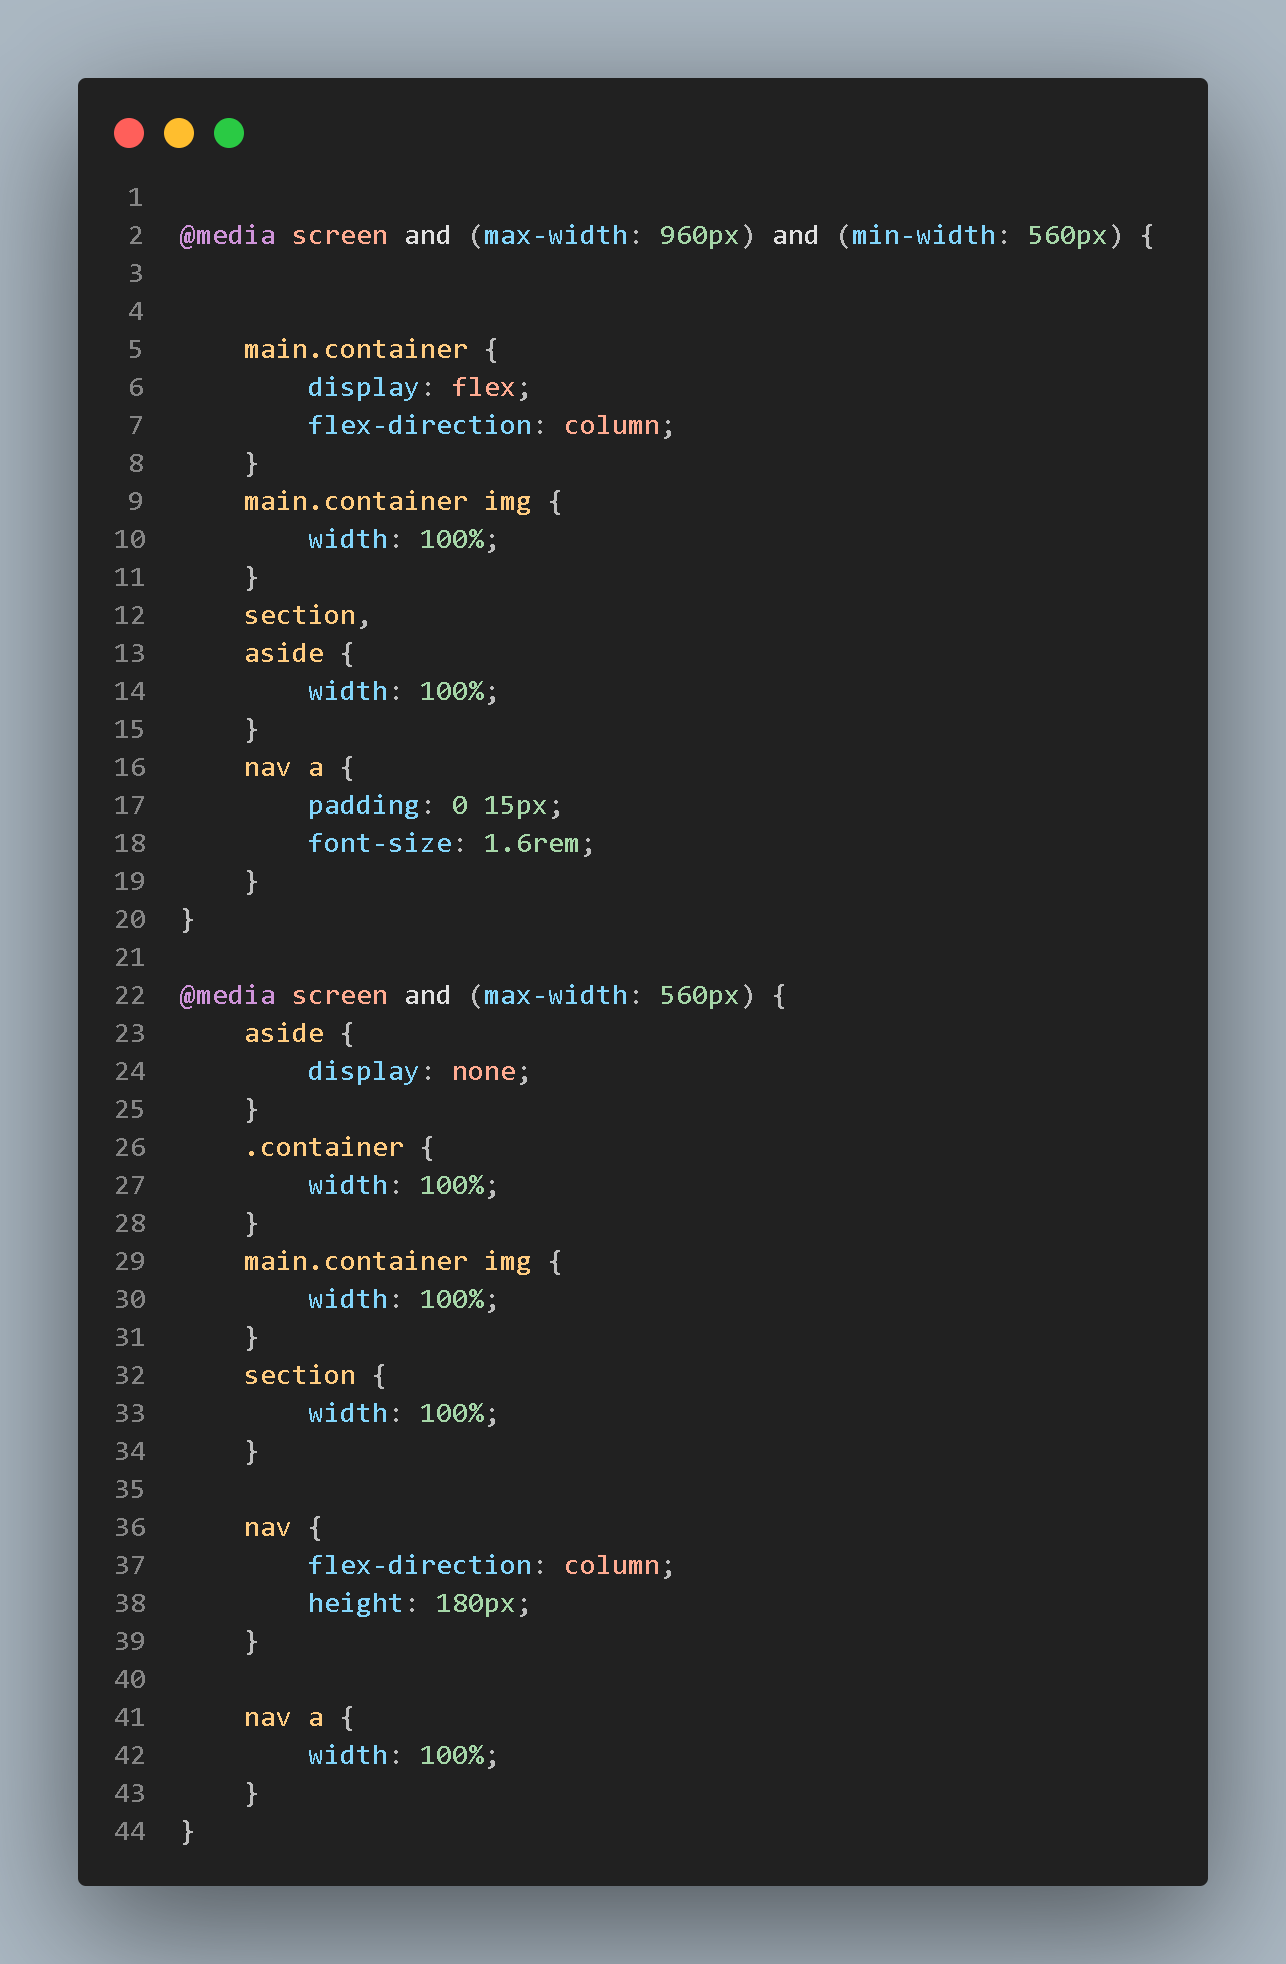 1
2 @media screen and (max-width: 960px) and (min-width: 560px) {
3
4
5     main.container {
6         display: flex;
7         flex-direction: column;
8     }
9     main.container img {
10         width: 100%;
11     }
12     section,
13     aside {
14         width: 100%;
15     }
16     nav a {
17         padding: 0 15px;
18         font-size: 1.6rem;
19     }
20 }
21
22 @media screen and (max-width: 560px) {
23     aside {
24         display: none;
25     }
26     .container {
27         width: 100%;
28     }
29     main.container img {
30         width: 100%;
31     }
32     section {
33         width: 100%;
34     }
35
36     nav {
37         flex-direction: column;
38         height: 180px;
39     }
40
41     nav a {
42         width: 100%;
43     }
44 }